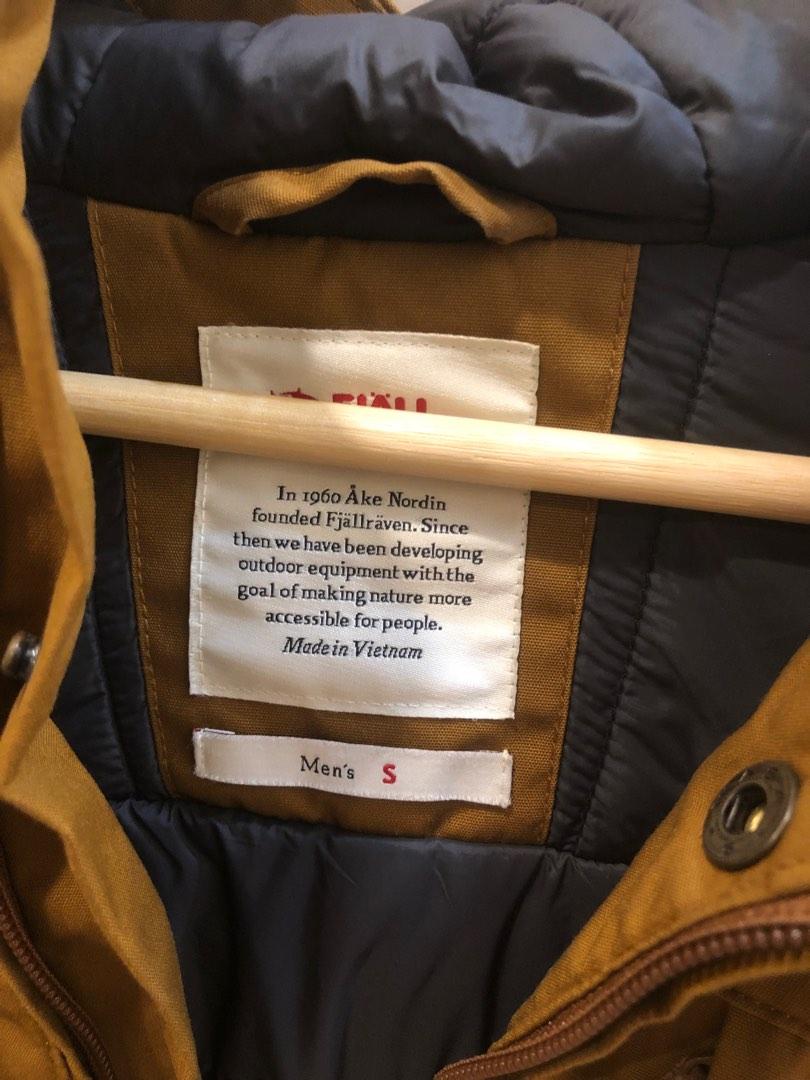 FJÄLL
In 1960 Åke Nordin
founded Fjällräven. Since
then we have been developing
outdoor equipment with the
goal of making nature more
accessible for people.
Made in Vietnam
Men's S